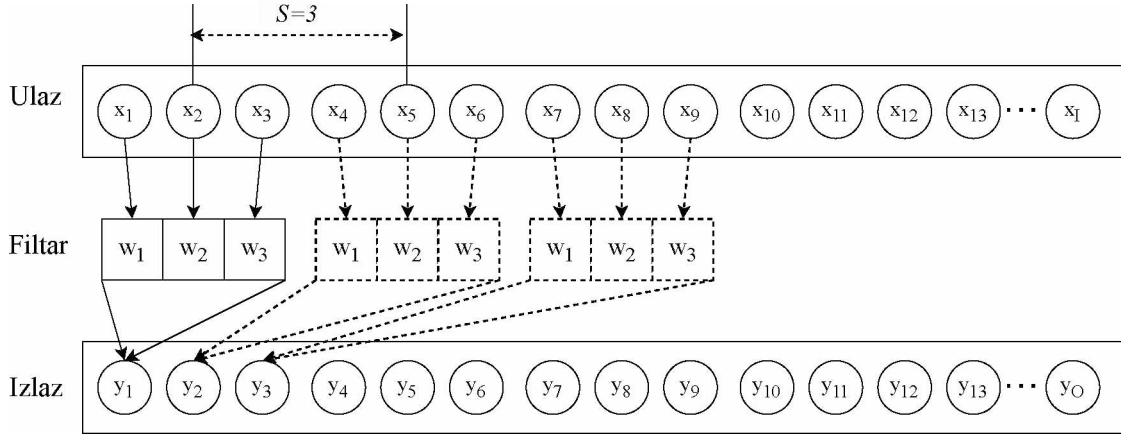 S=3
Ulaz x₁ x₂ x₃ x₄ x₅ x₆ x₇ x₈ x₉ x₁₀ x₁₁ x₁₂ x₁₃ ··· x_I
Filtar w₁ w₂ w₃ w₁ w₂ w₃ w₁ w₂ w₃
Izlaz y₁ y₂ y₃ y₄ y₅ y₆ y₇ y₈ y₉ y₁₀ y₁₁ y₁₂ y₁₃ ··· y_O